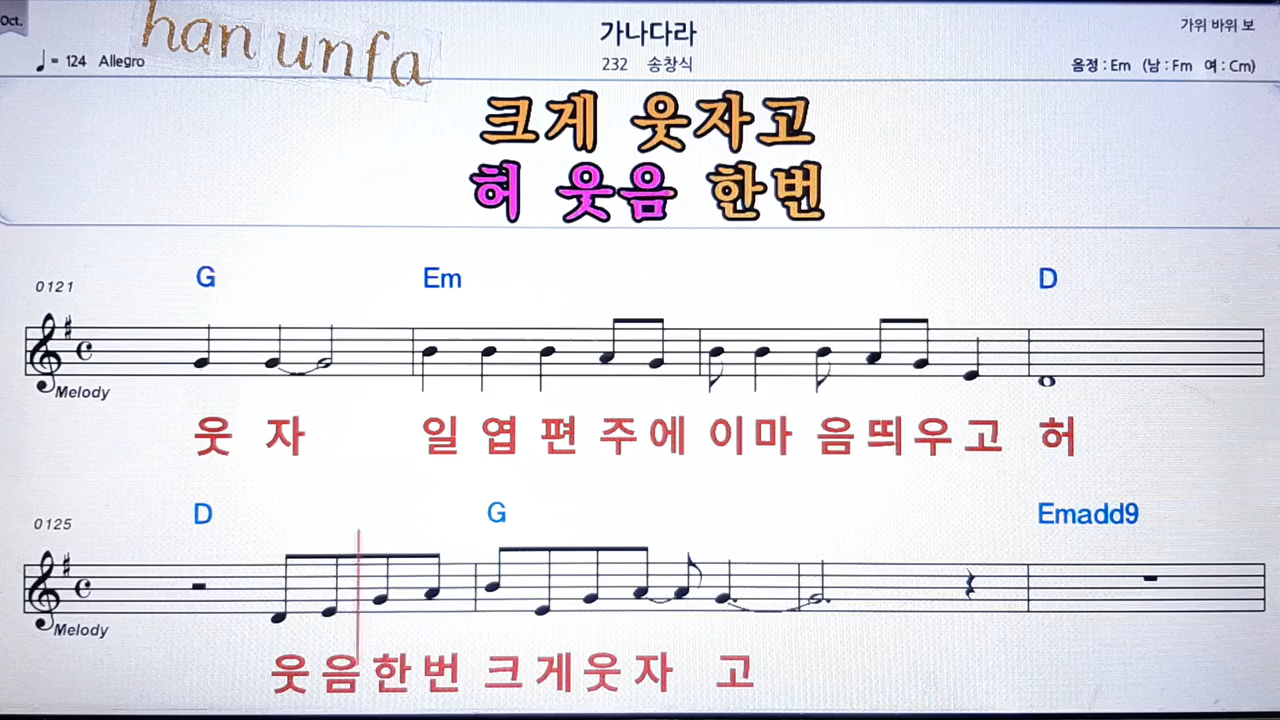 Oct.
han unfa
가나다라
가위 바위 보
♩= 124 Allegro
232 송창식
음정 : Em (남 : Fm 여 : Cm)
크게 웃자고
허 웃음 한번
0121 G Em D
Melody
웃 자 일 엽 편 주 에 이 마 음 띄 우 고 허
0125 D G Emadd9
Melody
웃 음 한 번 크 게 웃 자 고